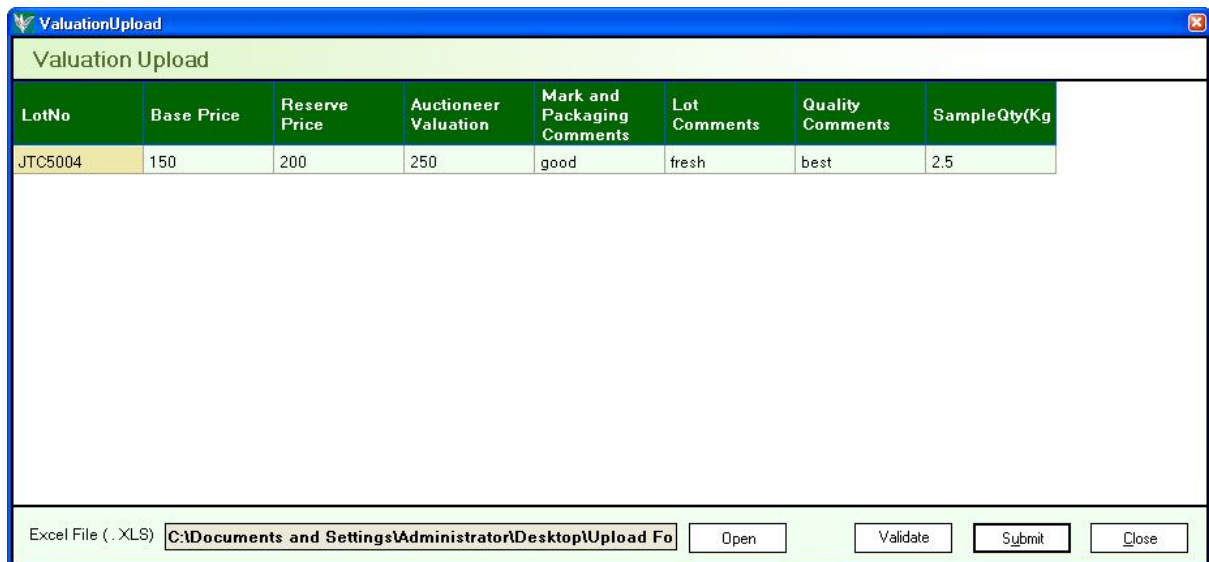 ValuationUpload
Valuation Upload
LotNo Base Price Reserve Price Auctioneer Valuation Mark and Packaging Comments Lot Comments Quality Comments SampleQty(Kg
JTC5004 150 200 250 good fresh best 2.5
Excel File ( . XLS) C:\Documents and Settings\Administrator\Desktop\Upload Fo Open Validate Submit Close